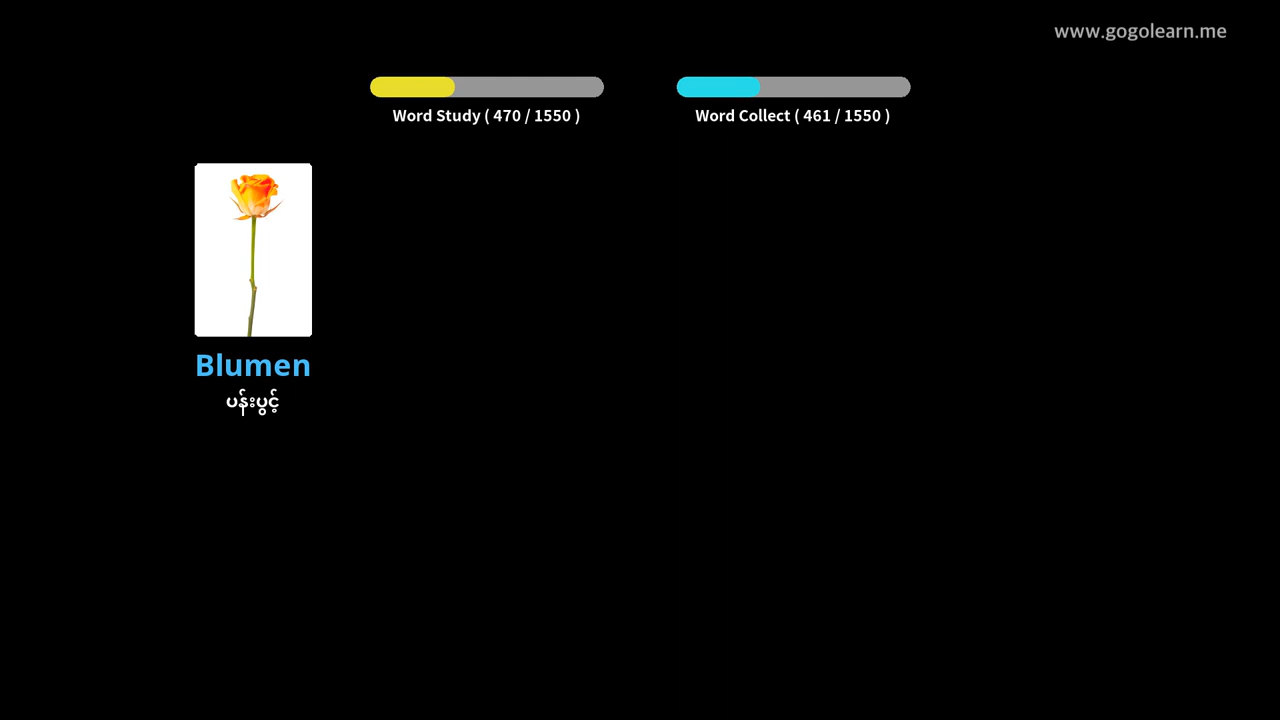 www.gogolearn.me
Word Study ( 470 / 1550 )
Word Collect ( 461 / 1550 )
Blumen
ပန်းပွင့်